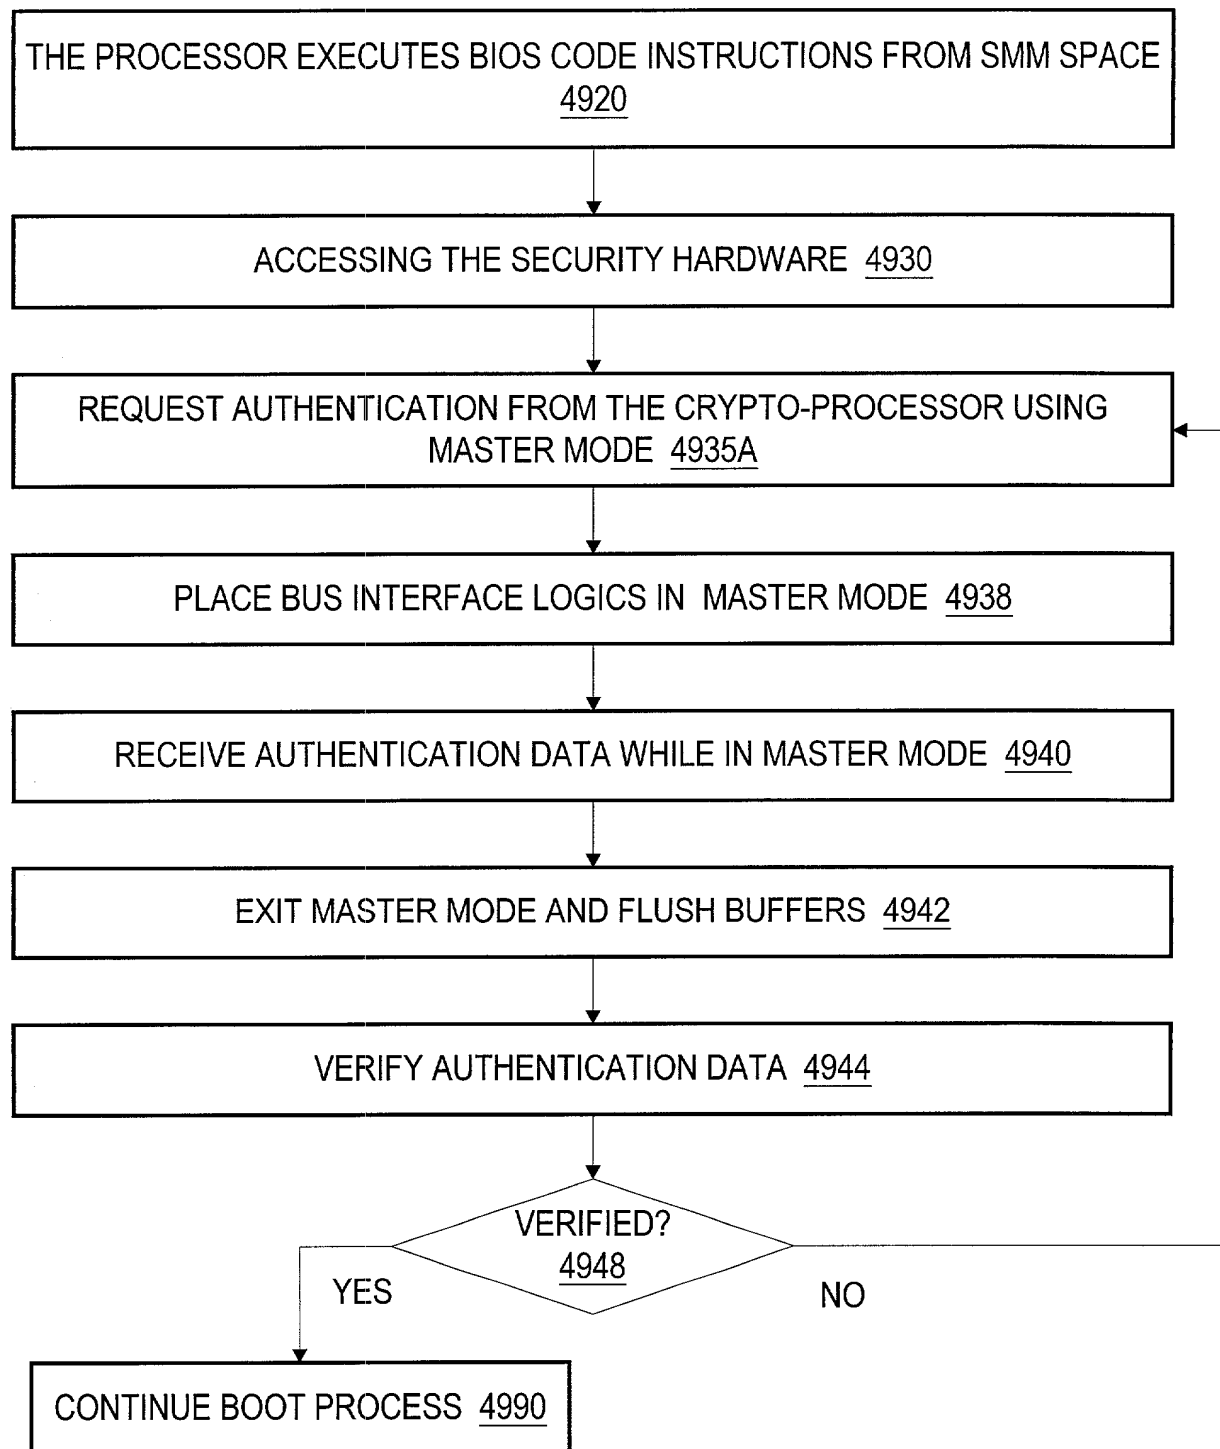 THE PROCESSOR EXECUTES BIOS CODE INSTRUCTIONS FROM SMM SPACE
4920
ACCESSING THE SECURITY HARDWARE 4930
REQUEST AUTHENTICATION FROM THE CRYPTO-PROCESSOR USING
MASTER MODE 4935A
PLACE BUS INTERFACE LOGICS IN MASTER MODE 4938
RECEIVE AUTHENTICATION DATA WHILE IN MASTER MODE 4940
EXIT MASTER MODE AND FLUSH BUFFERS 4942
VERIFY AUTHENTICATION DATA 4944
VERIFIED?
4948
YES
NO
CONTINUE BOOT PROCESS 4990